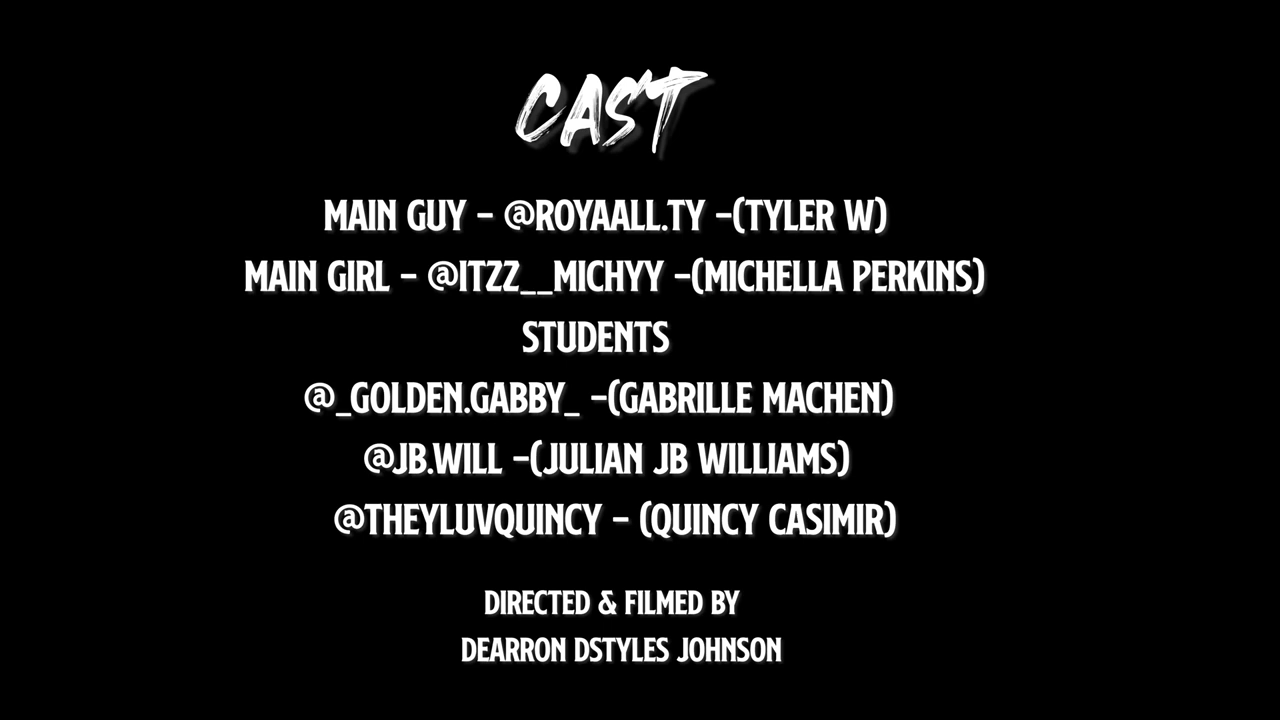 CAST
MAIN GUY - @ROYAALL.TY -(TYLER W)
MAIN GIRL - @ITZZ__MICHYY -(MICHELLA PERKINS)
STUDENTS
@_GOLDEN.GABBY_ -(GABRILLE MACHEN)
@JB.WILL -(JULIAN JB WILLIAMS)
@THEYLUVQUINCY - (QUINCY CASIMIR)
DIRECTED & FILMED BY
DEARRON DSTYLES JOHNSON